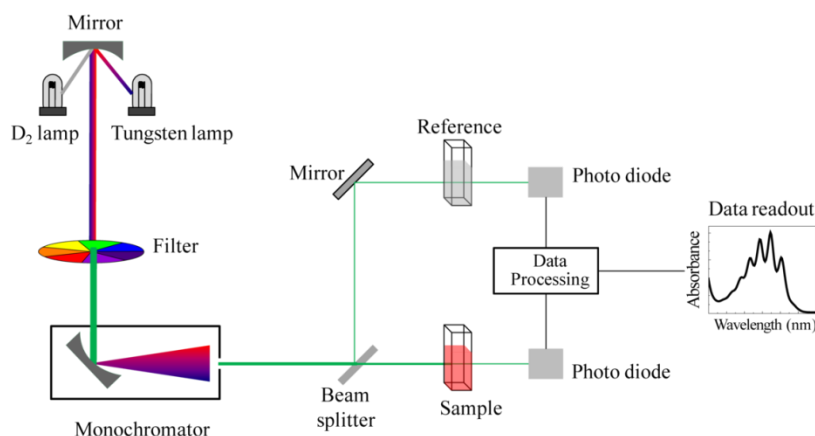 Mirror
D₂ lamp
Tungsten lamp
Filter
Monochromator
Mirror
Reference
Photo diode
Data
Processing
Beam
splitter
Sample
Photo diode
Data readout
Absorbance
Wavelength (nm)